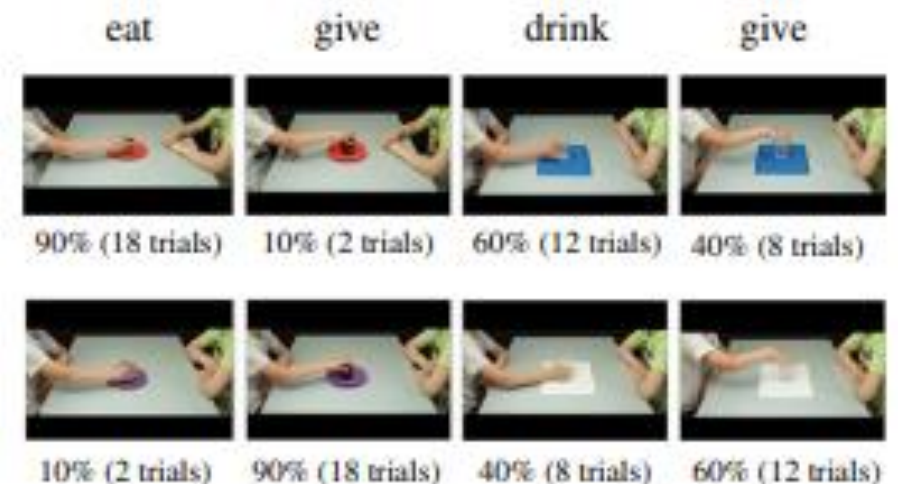 eat give drink give
90% (18 trials) 10% (2 trials) 60% (12 trials) 40% (8 trials)
10% (2 trials) 90% (18 trials) 40% (8 trials) 60% (12 trials)